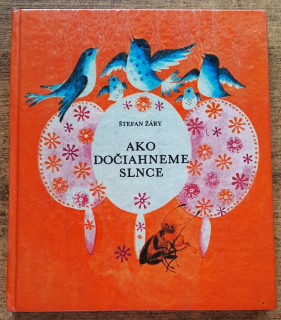 ŠTEFAN ŽÁRY
AKO
DOČIAHNEME
SLNCE